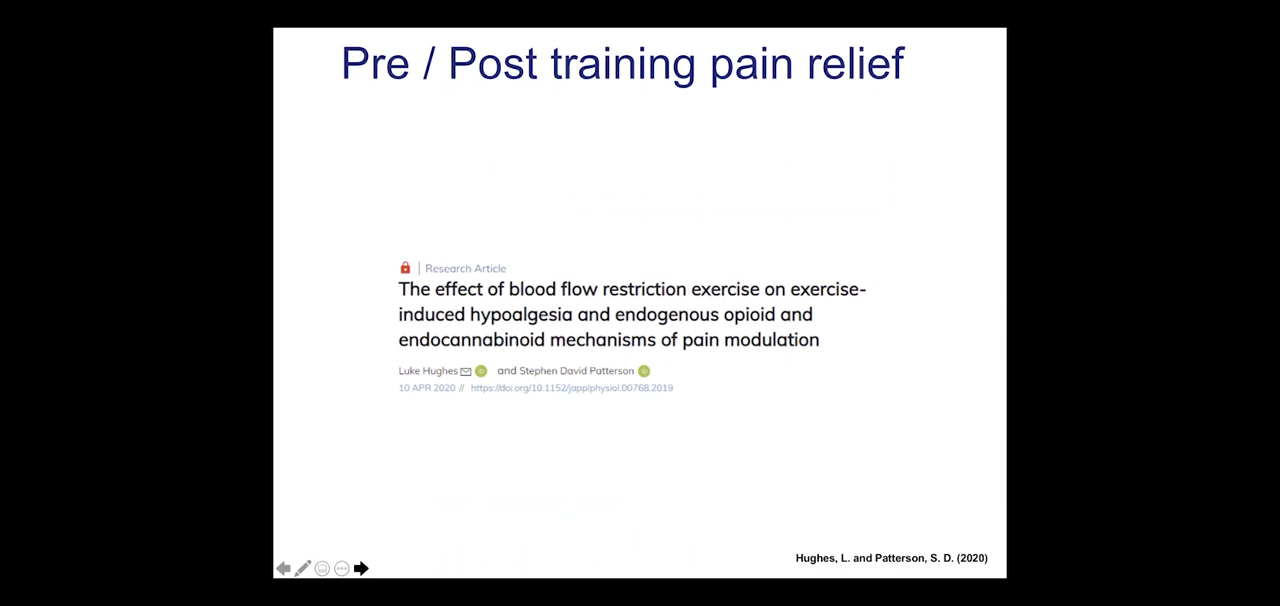 Pre / Post training pain relief
Research Article
The effect of blood flow restriction exercise on exercise-
induced hypoalgesia and endogenous opioid and
endocannabinoid mechanisms of pain modulation
Luke Hughes and Stephen David Patterson
10 APR 2020 // https://doi.org/10.1152/japplphysiol.00768.2019
Hughes, L. and Patterson, S. D. (2020)